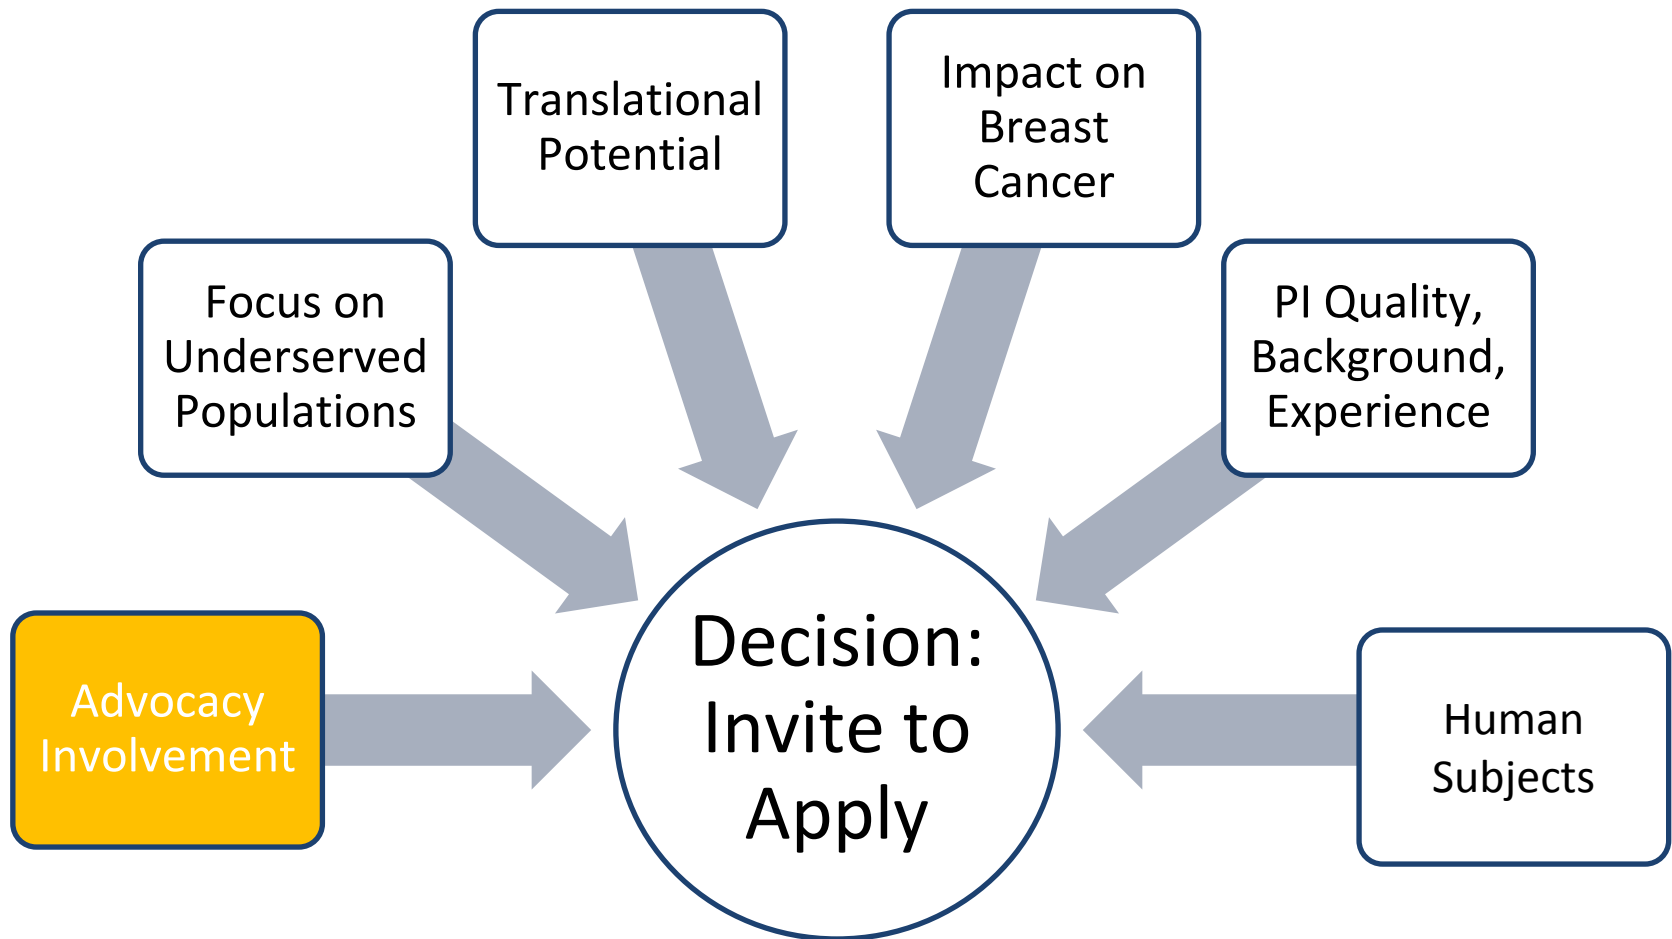 Translational
Potential
Impact on
Breast
Cancer
Focus on
Underserved
Populations
PI Quality,
Background,
Experience
Advocacy
Involvement
Decision:
Invite to
Apply
Human
Subjects